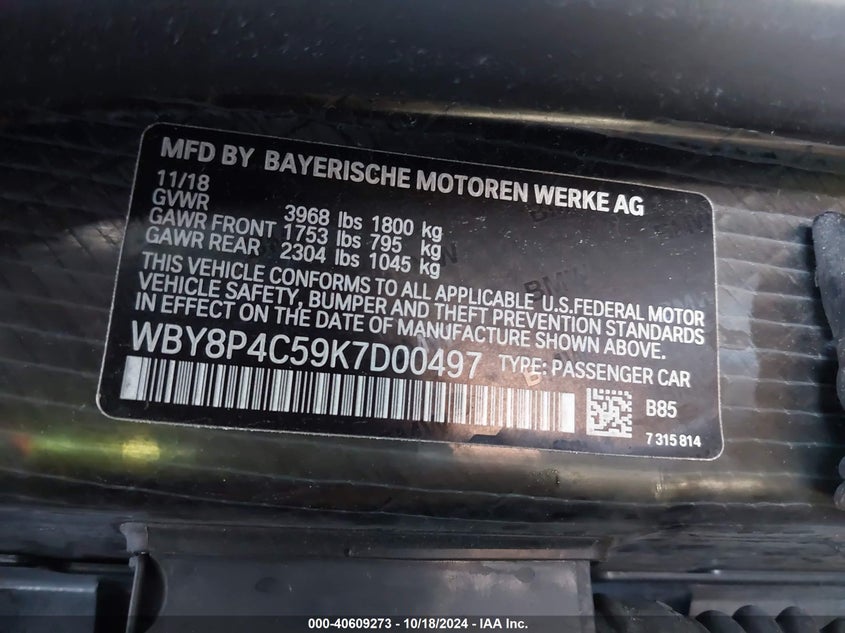 MFD BY BAYERISCHE MOTOREN WERKE AG
11/18
GVWR 3968 lbs 1800 kg
GAWR FRONT 1753 lbs 795 kg
GAWR REAR 2304 lbs 1045 kg
THIS VEHICLE CONFORMS TO ALL APPLICABLE U.S.FEDERAL MOTOR
VEHICLE SAFETY, BUMPER AND THEFT PREVENTION STANDARDS
IN EFFECT ON THE DATE OF MANUFACTURE SHOWN ABOVE.
WBY8P4C59K7D00497 TYPE: PASSENGER CAR
B85
7 315 814
000-40609273 - 10/18/2024 - IAA Inc.